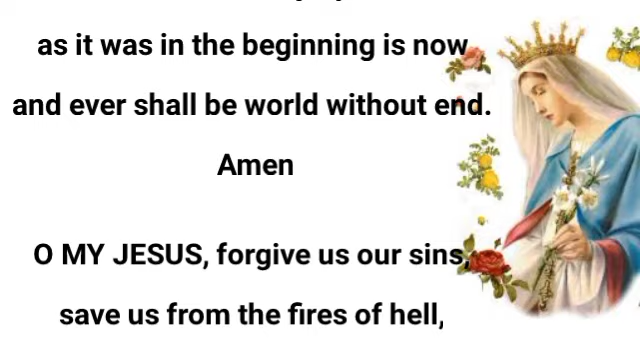 as it was in the beginning is now
and ever shall be world without end.
Amen
O MY JESUS, forgive us our sins,
save us from the fires of hell,